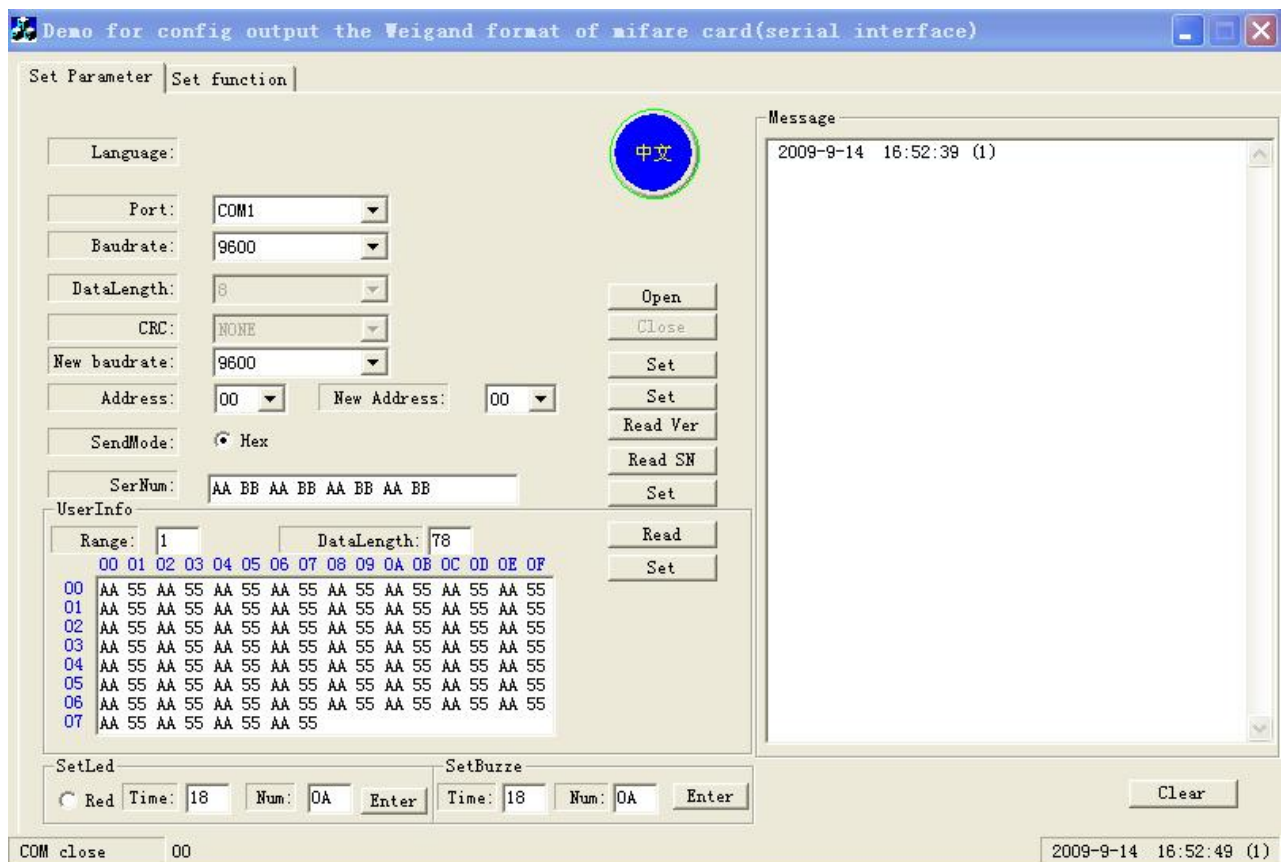 Demo for config output the Weigand format of mifare card(serial interface)
Set Parameter Set function
Language: 中文
Port: COM1
Baudrate: 9600
DataLength: 8 Open
CRC: NONE Close
New baudrate: 9600 Set
Address: 00 New Address: 00 Set
Read Ver
SendMode: Hex
Read SN
SerNum: AA BB AA BB AA BB AA BB Set
UserInfo
Range: 1 DataLength: 78 Read
00 01 02 03 04 05 06 07 08 09 0A 0B 0C 0D 0E 0F Set
00 AA 55 AA 55 AA 55 AA 55 AA 55 AA 55 AA 55 AA 55
01 AA 55 AA 55 AA 55 AA 55 AA 55 AA 55 AA 55 AA 55
02 AA 55 AA 55 AA 55 AA 55 AA 55 AA 55 AA 55 AA 55
03 AA 55 AA 55 AA 55 AA 55 AA 55 AA 55 AA 55 AA 55
04 AA 55 AA 55 AA 55 AA 55 AA 55 AA 55 AA 55 AA 55
05 AA 55 AA 55 AA 55 AA 55 AA 55 AA 55 AA 55 AA 55
06 AA 55 AA 55 AA 55 AA 55 AA 55 AA 55 AA 55 AA 55
07 AA 55 AA 55 AA 55 AA 55
SetLed
Red Time: 18 Num: 0A Enter
SetBuzze
Time: 18 Num: 0A Enter
Message
2009-9-14 16:52:39 (1)
Clear
COM close 00 2009-9-14 16:52:49 (1)